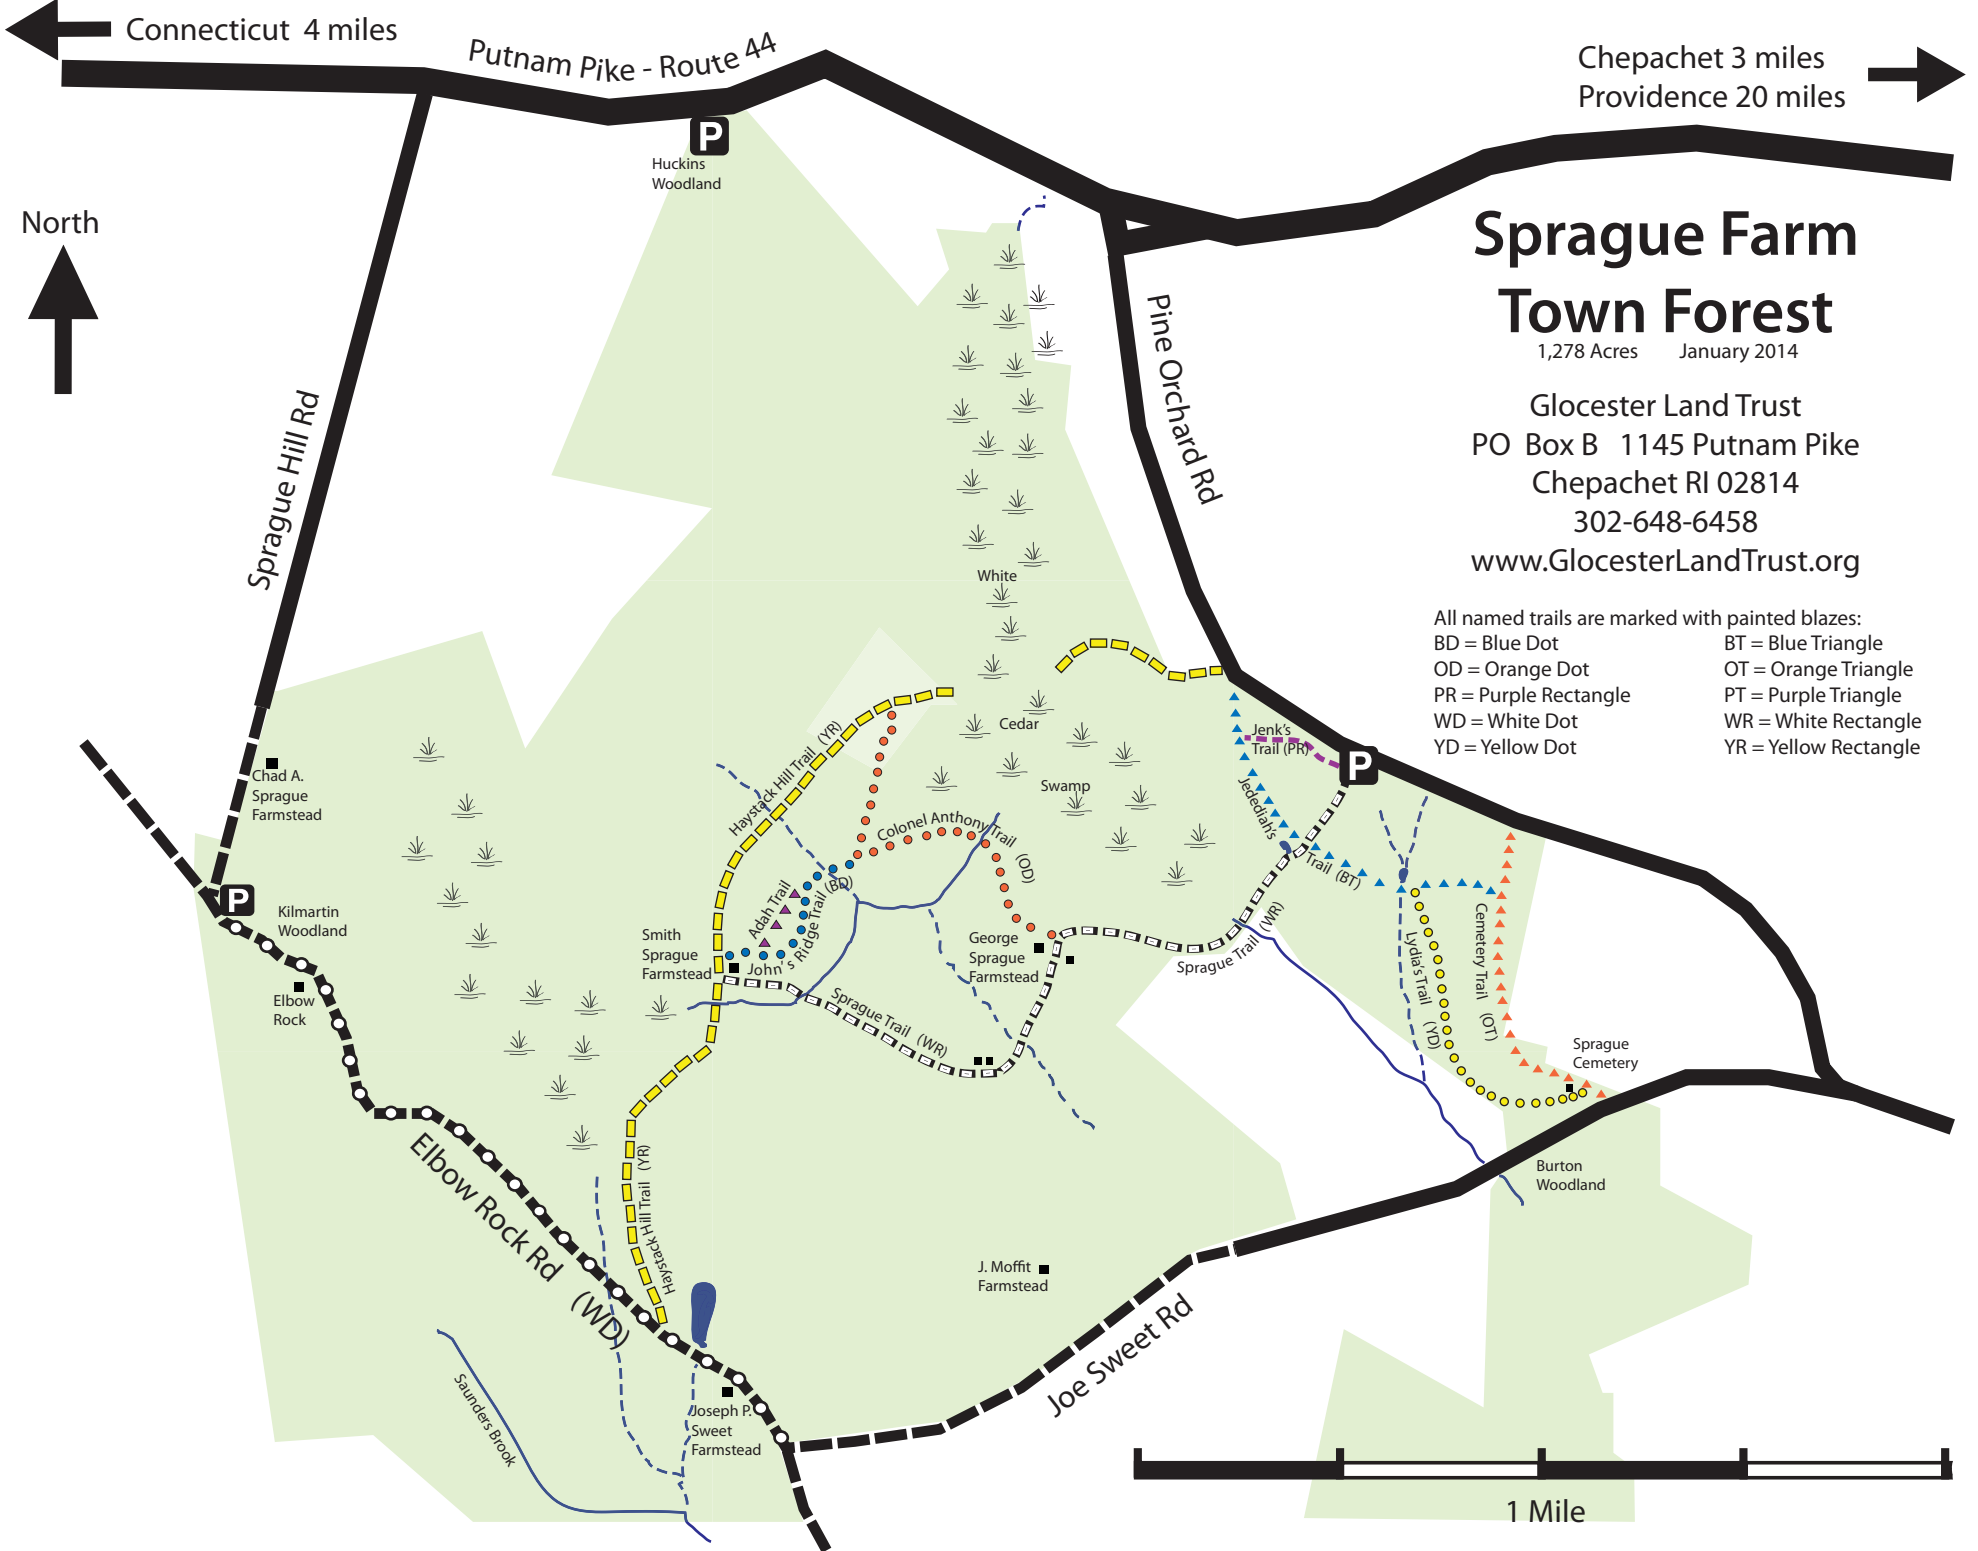 Connecticut 4 miles
Putnam Pike - Route 44
Chepachet 3 miles
Providence 20 miles
P
Huckins
Woodland
North
Sprague Farm
Town Forest
1,278 Acres January 2014
Glocester Land Trust
PO Box B 1145 Putnam Pike
Chepachet RI 02814
302-648-6458
www.GlocesterLandTrust.org
All named trails are marked with painted blazes:
BD = Blue Dot
BT = Blue Triangle
OD = Orange Dot
OT = Orange Triangle
PR = Purple Rectangle
PT = Purple Triangle
WD = White Dot
WR = White Rectangle
YD = Yellow Dot
YR = Yellow Rectangle
Sprague Hill Rd
Pine Orchard Rd
White
Cedar
Swamp
Jenk's
Trail (PR)
P
Jedediah's
Trail (BT)
Haystack Hill Trail (YR)
Colonel Anthony Trail (OD)
Chad A.
Sprague
Farmstead
P
Kilmartin
Woodland
Elbow
Rock
Smith
Sprague
Farmstead
Adah Trail
John's Ridge Trail (BD)
George
Sprague
Farmstead
Sprague Trail (WR)
Sprague Trail (WR)
Lydia's Trail (YD)
Cemetery Trail (OT)
Sprague
Cemetery
Burton
Woodland
Elbow Rock Rd (WD)
Haystack Hill Trail (YR)
J. Moffit
Farmstead
Joe Sweet Rd
Saunders Brook
Joseph P.
Sweet
Farmstead
1 Mile